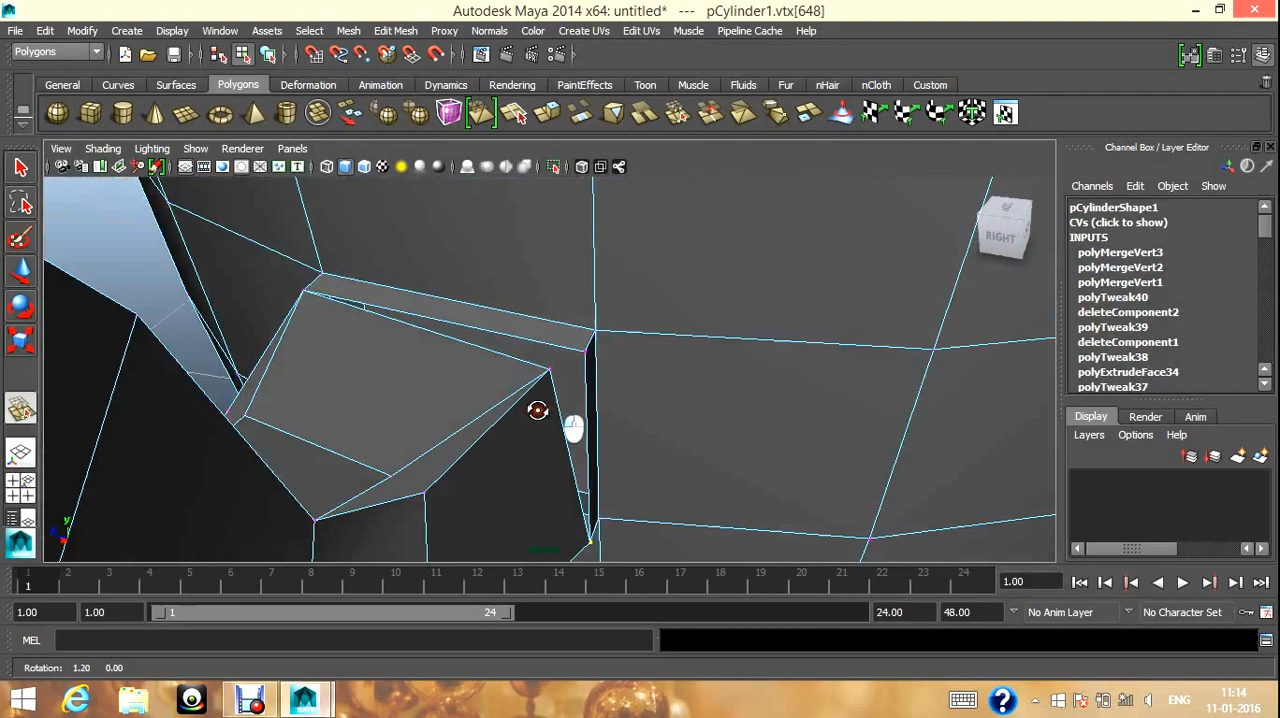 Autodesk Maya 2014 x64: untitled* --- pCylinder1.vtx[648]
File Edit Modify Create Display Window Assets Select Mesh Edit Mesh Proxy Normals Color Create UVs Edit UVs Muscle Pipeline Cache Help
Polygons
General Curves Surfaces Polygons Deformation Animation Dynamics Rendering PaintEffects Toon Muscle Fluids Fur nHair nCloth Custom
View Shading Lighting Show Renderer Panels
Channel Box / Layer Editor
Channels Edit Object Show
pCylinderShape1
CVs (click to show)
INPUTS
polyMergeVert3
polyMergeVert2
polyMergeVert1
polyTweak40
deleteComponent2
polyTweak39
deleteComponent1
polyTweak38
polyExtrudeFace34
polyTweak37
RIGHT
y
Display Render Anim
Layers Options Help
1 2 3 4 5 6 7 8 9 10 11 12 13 14 15 16 17 18 19 20 21 22 23 24
1 1.00
1.00 1.00 1 24 24.00 48.00 No Anim Layer No Character Set
MEL
Rotation: 1.20 0.00
ENG
11:14
11-01-2016